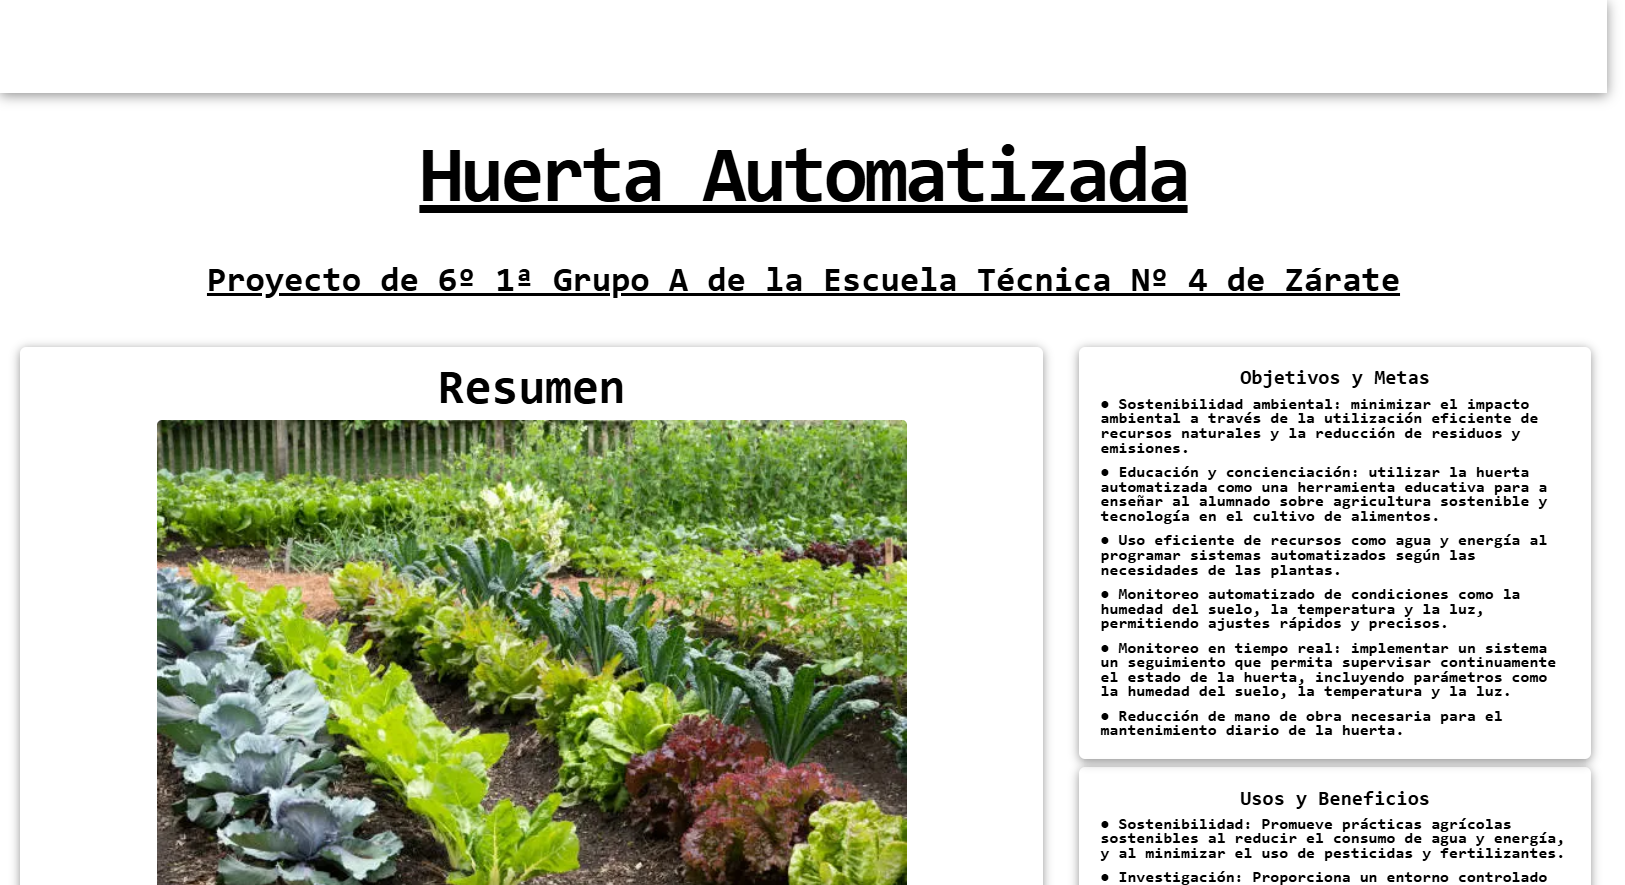 Huerta Automatizada
Proyecto de 6º 1ª Grupo A de la Escuela Técnica Nº 4 de Zárate
Resumen
Objetivos y Metas
● Sostenibilidad ambiental: minimizar el impacto
ambiental a través de la utilización eficiente de
recursos naturales y la reducción de residuos y
emisiones.
● Educación y concienciación: utilizar la huerta
automatizada como una herramienta educativa para a
enseñar al alumnado sobre agricultura sostenible y
tecnología en el cultivo de alimentos.
● Uso eficiente de recursos como agua y energía al
programar sistemas automatizados según las
necesidades de las plantas.
● Monitoreo automatizado de condiciones como la
humedad del suelo, la temperatura y la luz,
permitiendo ajustes rápidos y precisos.
● Monitoreo en tiempo real: implementar un sistema
un seguimiento que permita supervisar continuamente
el estado de la huerta, incluyendo parámetros como
la humedad del suelo, la temperatura y la luz.
● Reducción de mano de obra necesaria para el
mantenimiento diario de la huerta.
Usos y Beneficios
● Sostenibilidad: Promueve prácticas agrícolas
sostenibles al reducir el consumo de agua y energía,
y al minimizar el uso de pesticidas y fertilizantes.
● Investigación: Proporciona un entorno controlado